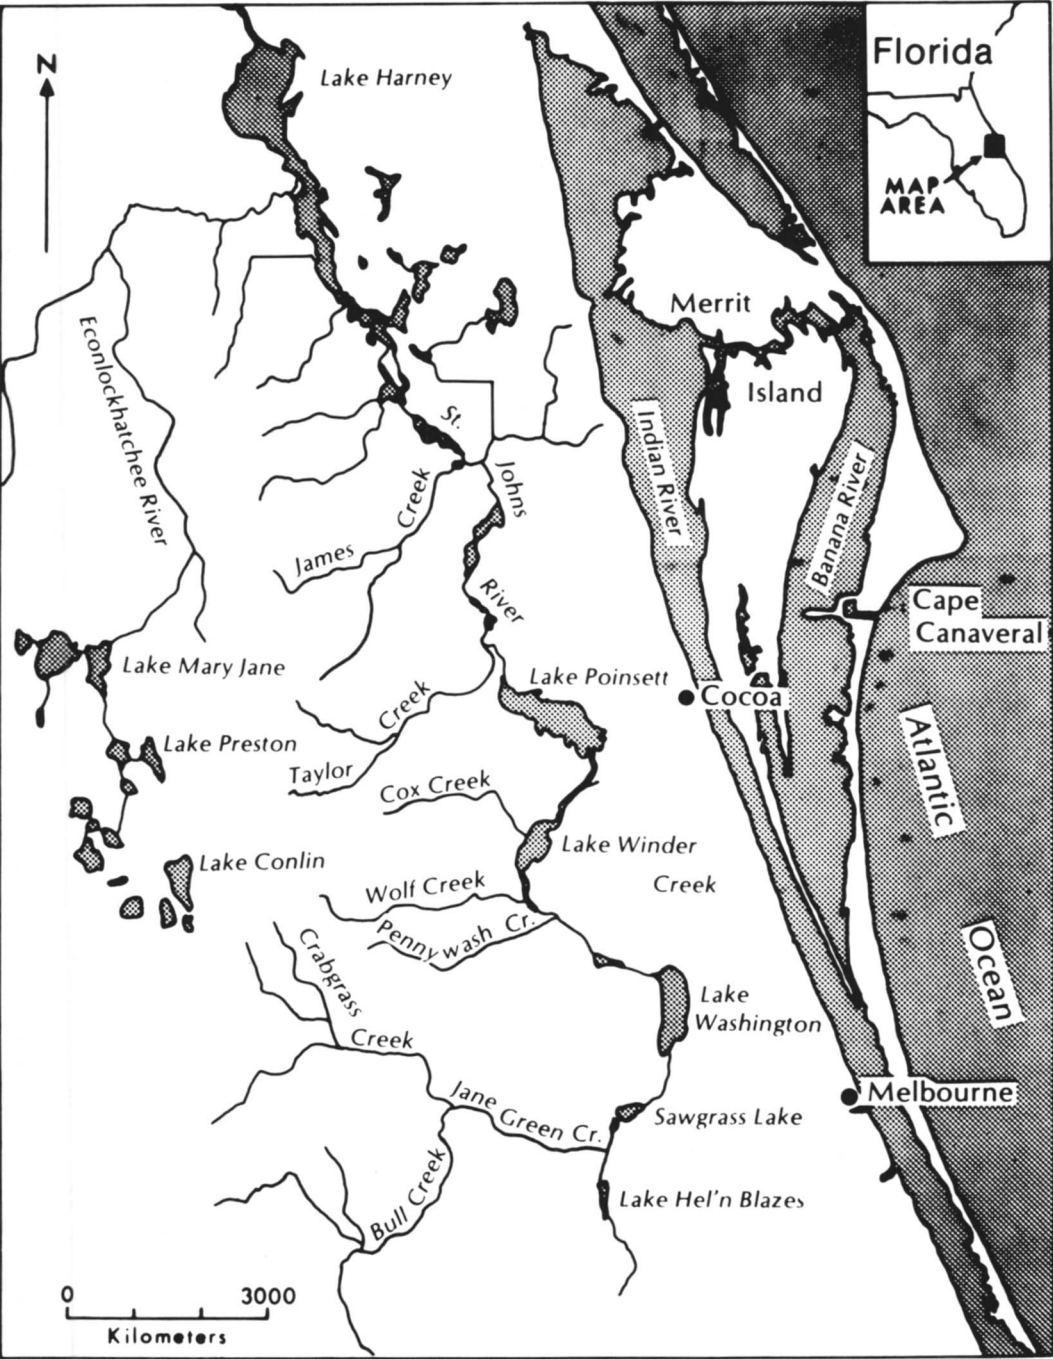 N
Lake Harney
Florida
MAP
AREA
Merrit
Island
Econlockhatchee River
Indian River
Banana River
St.
Johns
River
James
Creek
Cape
Canaveral
Lake Mary Jane
Lake Poinsett
Cocoa
Creek
Taylor
Lake Preston
Cox Creek
Atlantic
Ocean
Lake Winder
Creek
Lake Conlin
Wolf Creek
Pennywash Cr.
Crabgrass
Creek
Lake
Washington
Jane
Green Cr.
Melbourne
Sawgrass Lake
Bull Creek
Lake Hel'n Blazes
0 3000
Kilometers